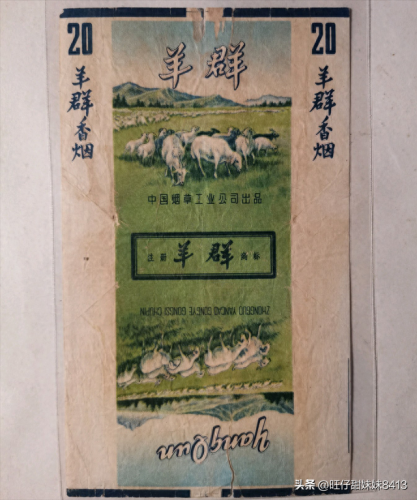 20
羊群香烟
羊群
中国烟草工业公司出品
注册 羊群 商标
ZHONGGUO YANCAO GONGYE GONGSI CHUPIN
YangQun
20
羊群香烟
头条 @旺仔甜妹妹8413